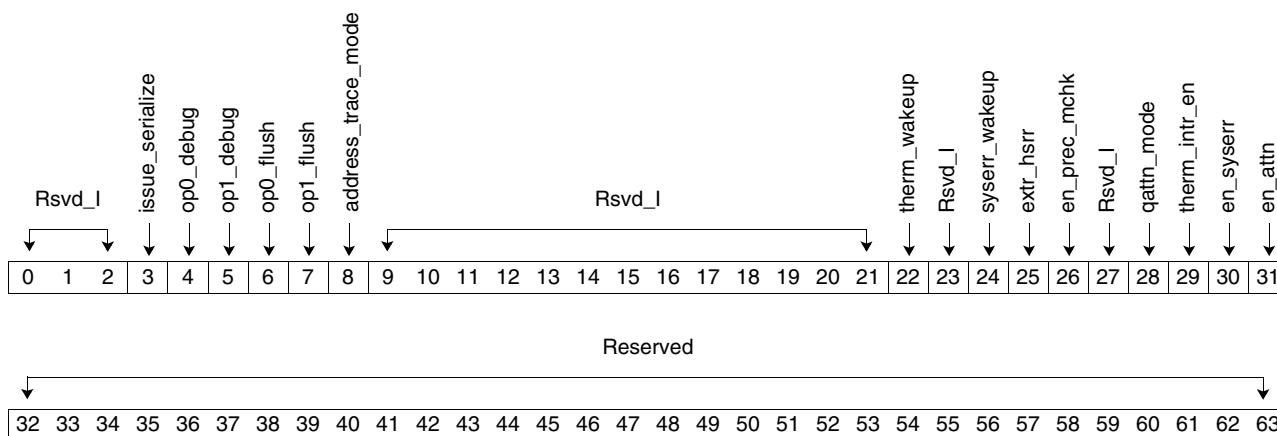 Rsvd_I
issue_serialize
op0_debug
op1_debug
op0_flush
op1_flush
address_trace_mode
Rsvd_I
therm_wakeup
Rsvd_I
syserr_wakeup
extr_hsrr
en_prec_mchk
Rsvd_I
qattn_mode
therm_intr_en
en_syserr
en_attn
0 1 2 3 4 5 6 7 8 9 10 11 12 13 14 15 16 17 18 19 20 21 22 23 24 25 26 27 28 29 30 31
Reserved
32 33 34 35 36 37 38 39 40 41 42 43 44 45 46 47 48 49 50 51 52 53 54 55 56 57 58 59 60 61 62 63